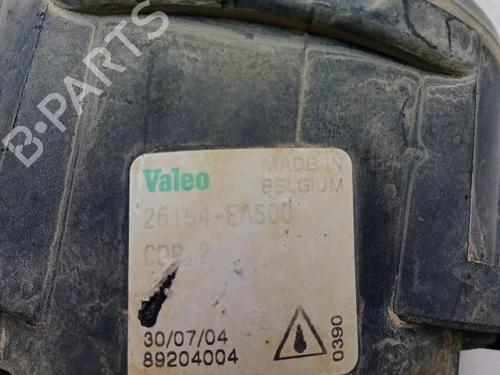 B-PARTS
Valeo
MADE IN
BELGIUM
26154-EA500
30/07/04
89204004
0390